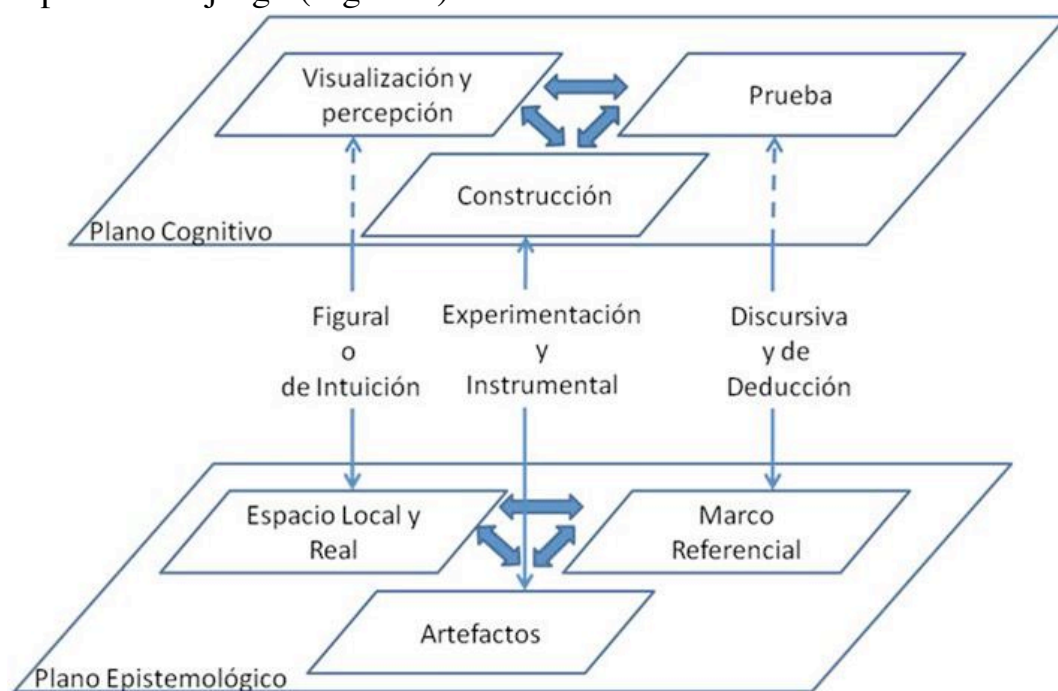 Visualización y
percepción
Prueba
Construcción
Plano Cognitivo
Figural
o
de Intuición
Experimentación
y
Instrumental
Discursiva
y de
Deducción
Espacio Local y
Real
Marco
Referencial
Artefactos
Plano Epistemológico